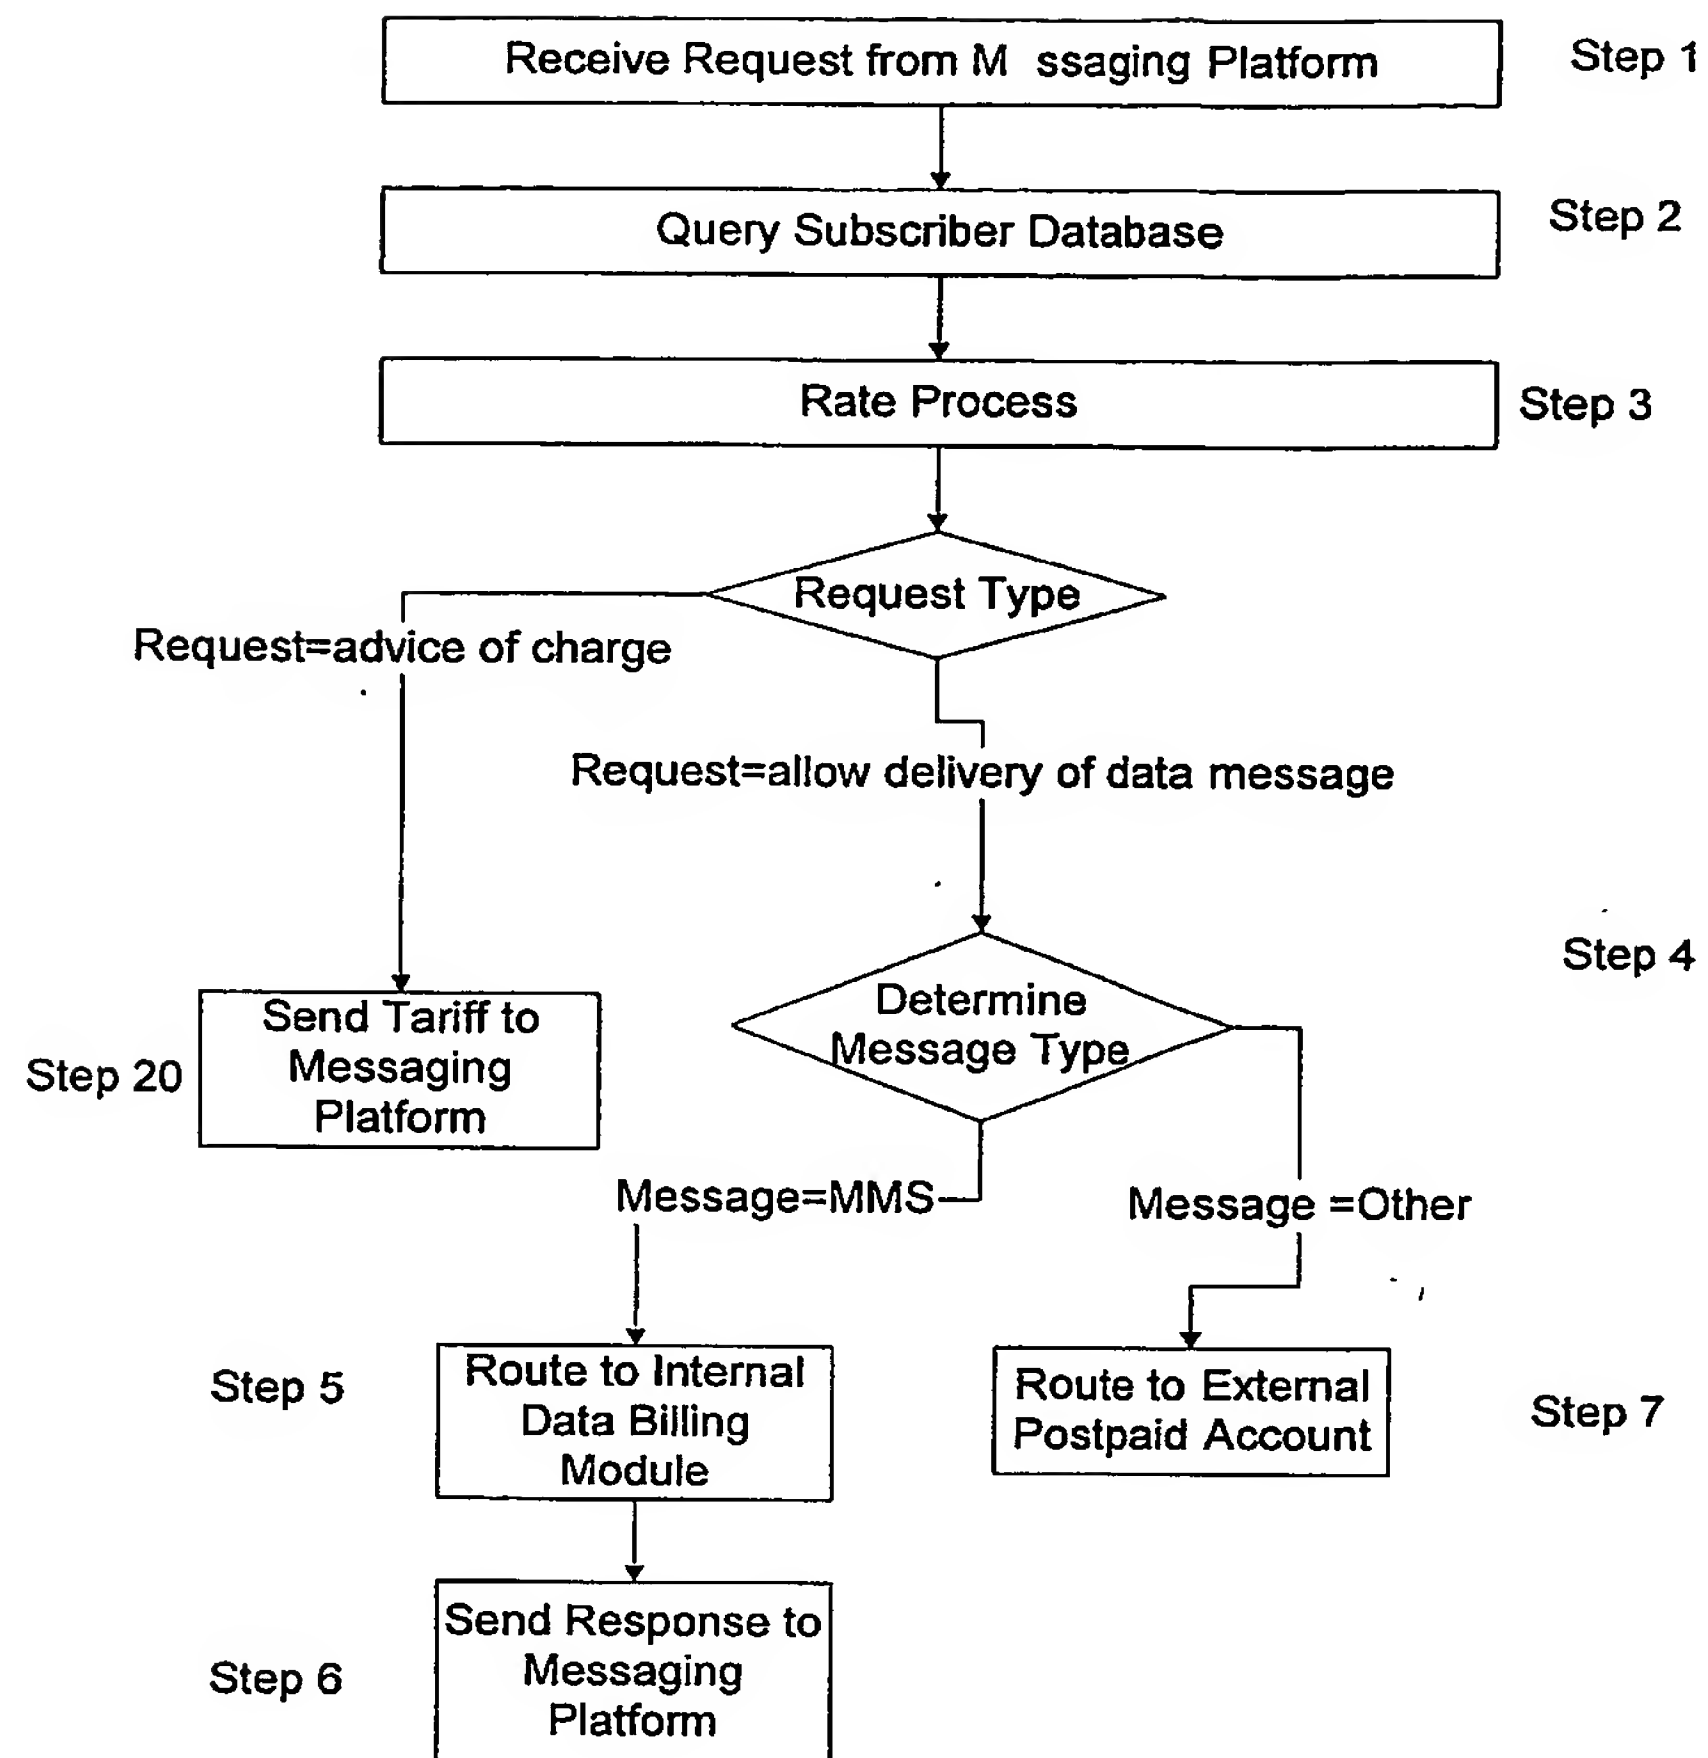 Receive Request from M ssaging Platform
Step 1
Query Subscriber Database
Step 2
Rate Process
Step 3
Request Type
Request=advice of charge
Request=allow delivery of data message
Step 4
Determine
Message Type
Send Tariff to
Messaging
Platform
Step 20
Message=MMS
Message =Other
Step 5
Route to Internal
Data Billing
Module
Route to External
Postpaid Account
Step 7
Send Response to
Messaging
Platform
Step 6